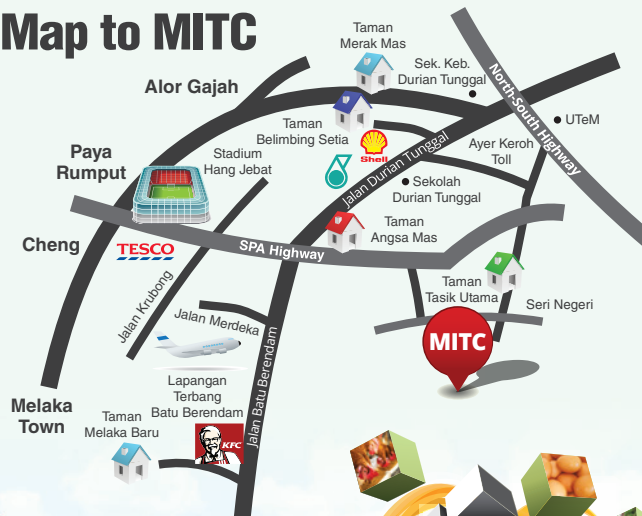 Map to MITC
Taman
Merak Mas
Sek. Keb.
Durian Tunggal
Alor Gajah
North-South Highway
UTeM
Taman
Belimbing Setia
Shell
Jalan Durian Tunggal
Ayer Keroh
Toll
Paya
Rumput
Stadium
Hang Jebat
Sekolah
Durian Tunggal
Taman
Angsa Mas
Cheng
TESCO
SPA Highway
Taman
Tasik Utama
Seri Negeri
Jalan Krubong
Jalan Merdeka
MITC
Lapangan
Terbang
Batu Berendam
Jalan Batu Berendam
Melaka
Town
Taman
Melaka Baru
KFC